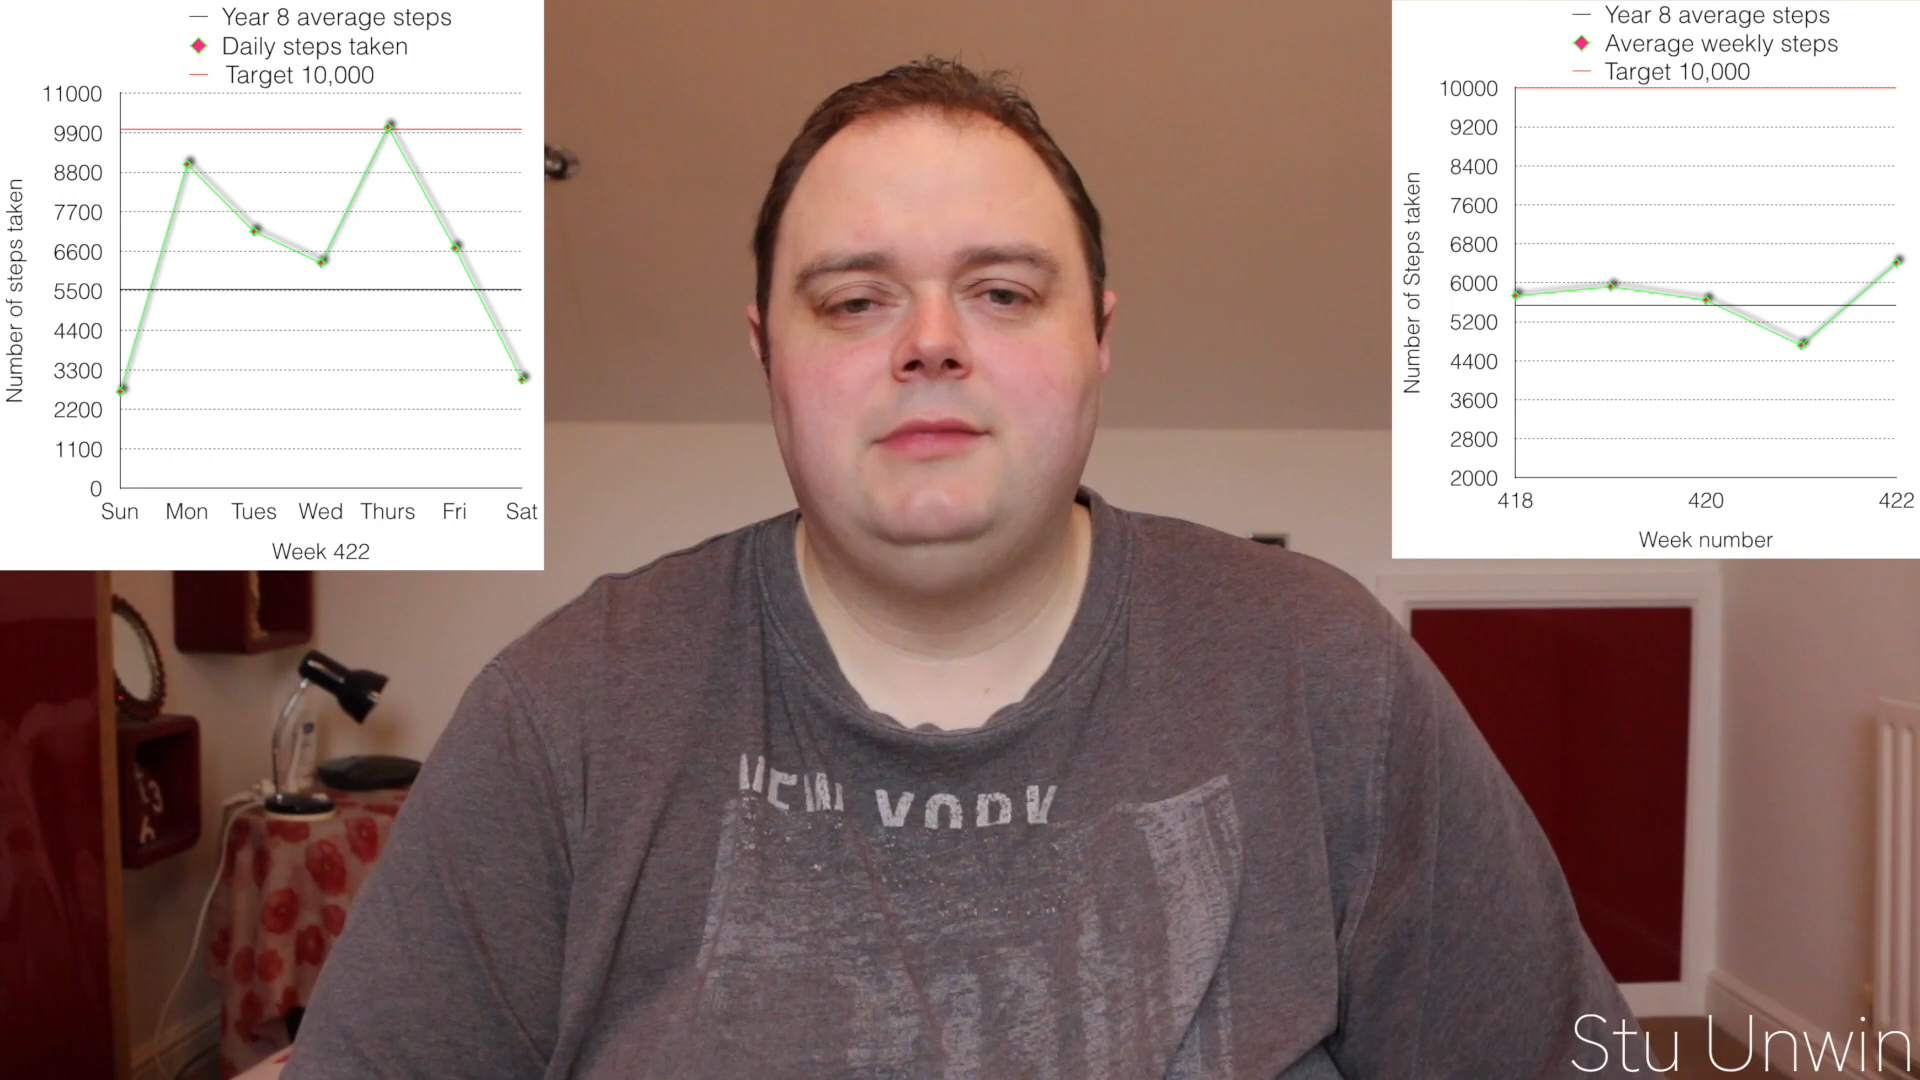 Year 8 average steps
Daily steps taken
Target 10,000
11000
9900
8800
7700
6600
5500
4400
3300
2200
1100
0
Number of steps taken
Sun Mon Tues Wed Thurs Fri Sat
Week 422
Year 8 average steps
Average weekly steps
Target 10,000
10000
9200
8400
7600
6800
6000
5200
4400
3600
2800
2000
Number of Steps taken
418 420 422
Week number
NEW YORK
Stu Unwin